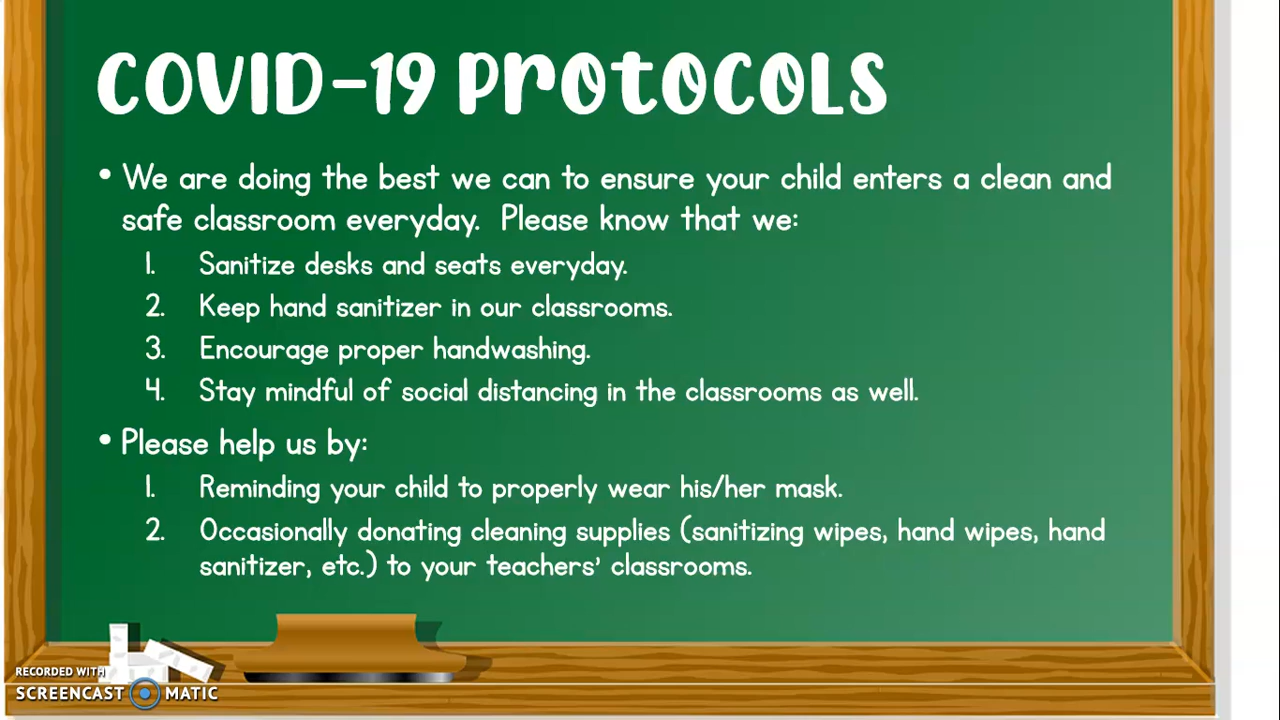 COVID-19 Protocols
• We are doing the best we can to ensure your child enters a clean and
safe classroom everyday. Please know that we:
1. Sanitize desks and seats everyday.
2. Keep hand sanitizer in our classrooms.
3. Encourage proper handwashing.
4. Stay mindful of social distancing in the classrooms as well.
• Please help us by:
1. Reminding your child to properly wear his/her mask.
2. Occasionally donating cleaning supplies (sanitizing wipes, hand wipes, hand
sanitizer, etc.) to your teachers’ classrooms.
RECORDED WITH
SCREENCAST MATIC